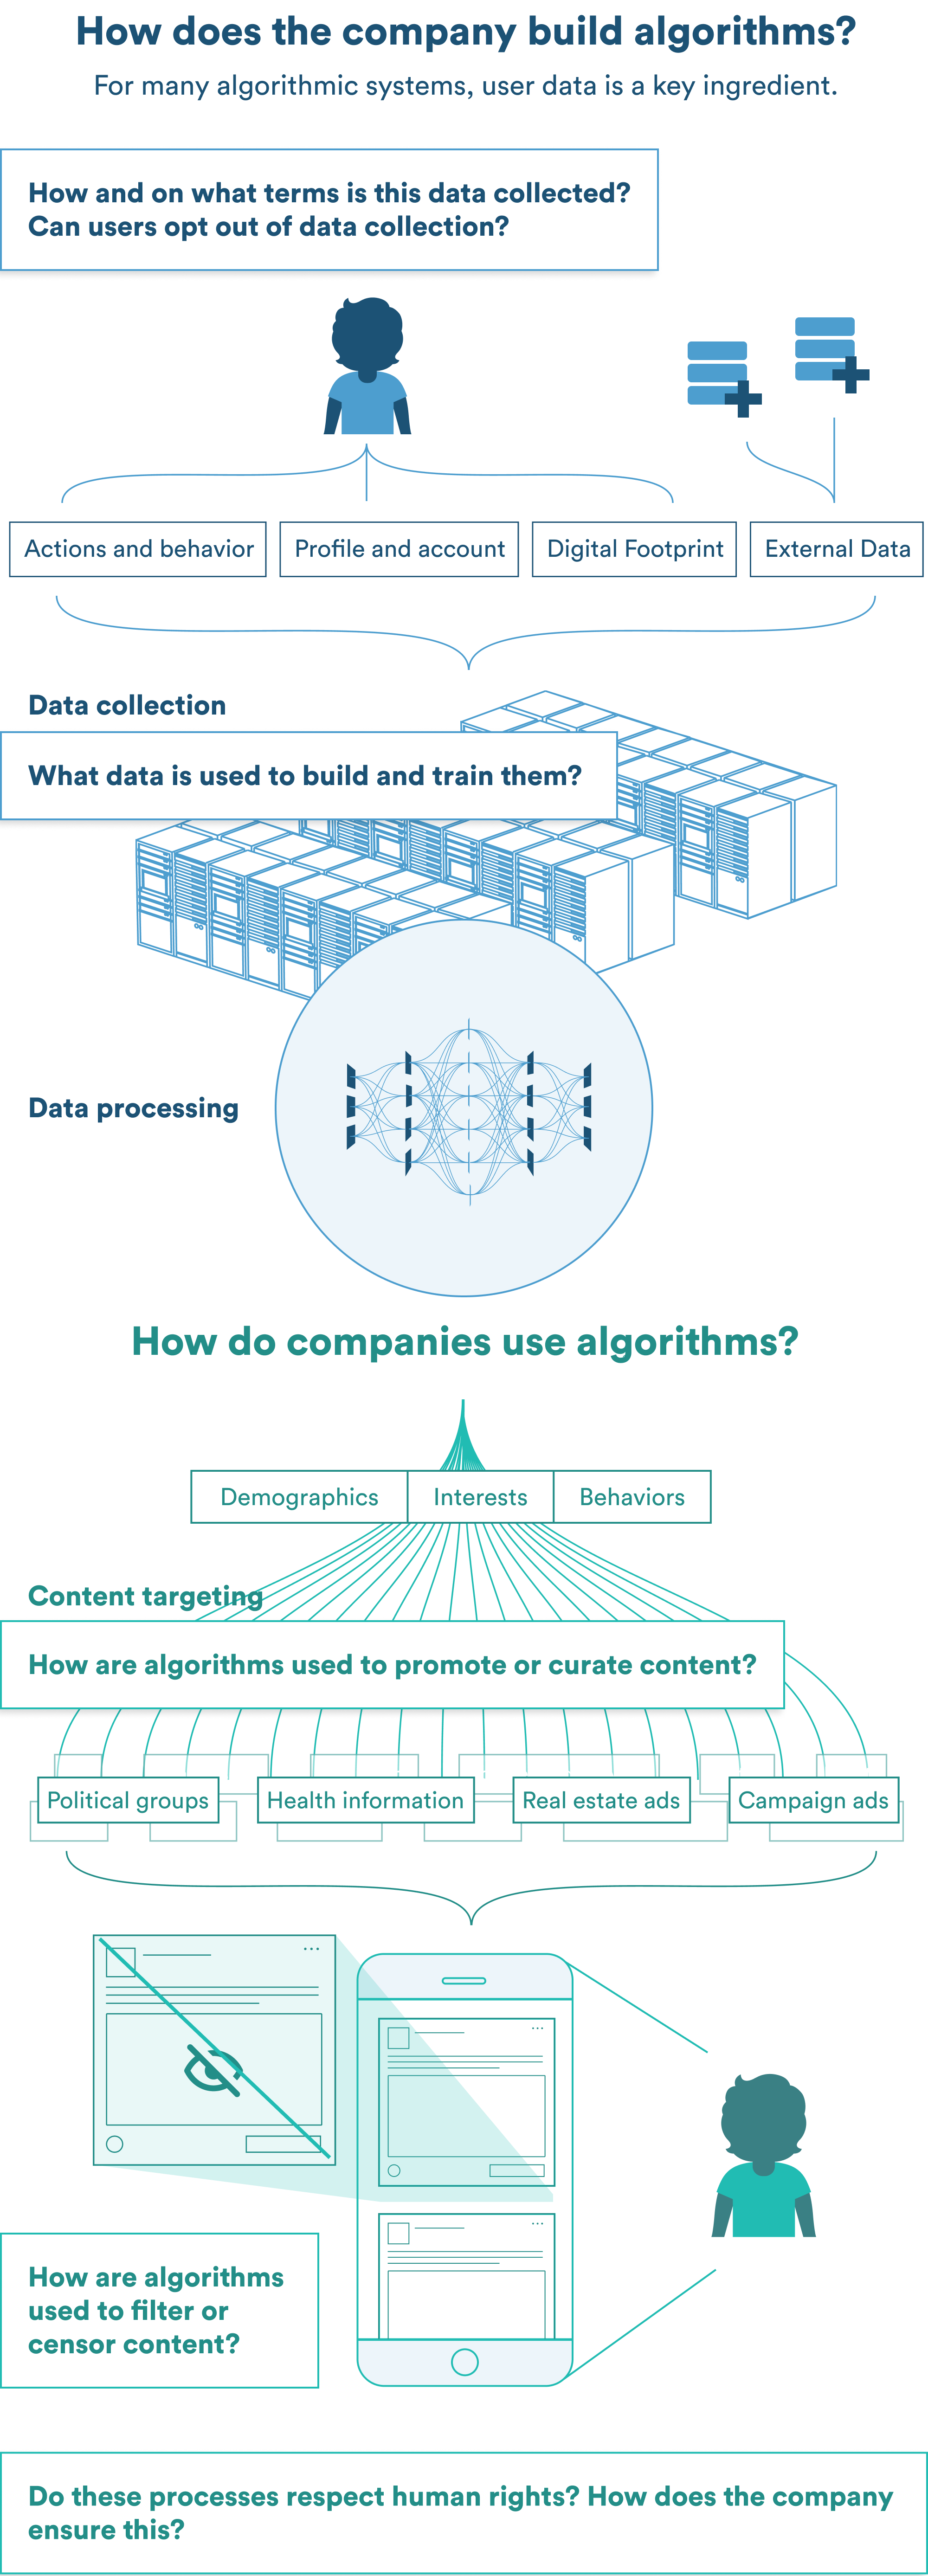 How does the company build algorithms?
For many algorithmic systems, user data is a key ingredient.
How and on what terms is this data collected?
Can users opt out of data collection?
Actions and behavior
Profile and account
Digital Footprint
External Data
Data collection
What data is used to build and train them?
Data processing
How do companies use algorithms?
Demographics
Interests
Behaviors
Content targeting
How are algorithms used to promote or curate content?
Political groups
Health information
Real estate ads
Campaign ads
How are algorithms
used to filter or
censor content?
Do these processes respect human rights? How does the company
ensure this?